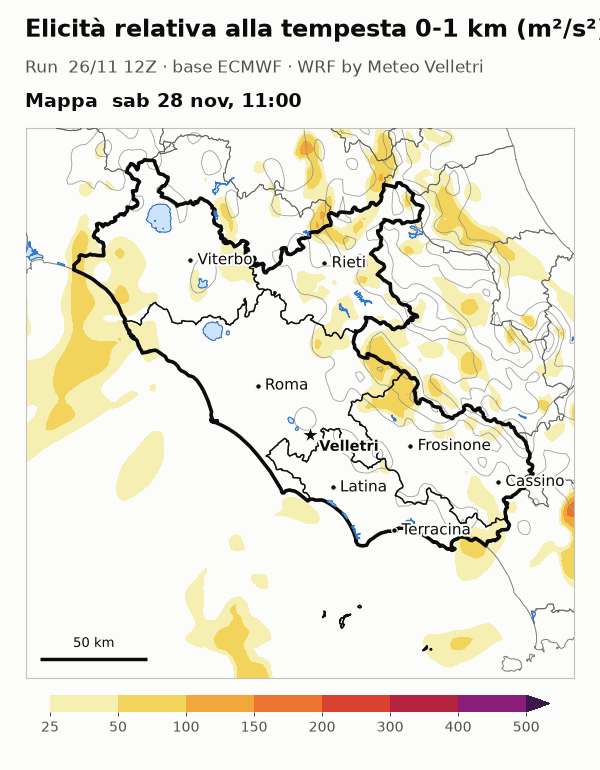 Elicità relativa alla tempesta 0-1 km (m²/s²)
Run 26/11 12Z · base ECMWF · WRF by Meteo Velletri
Mappa sab 28 nov, 11:00
Viterbo
Rieti
Roma
Velletri
Frosinone
Latina
Cassino
Terracina
50 km
25 50 100 150 200 300 400 500